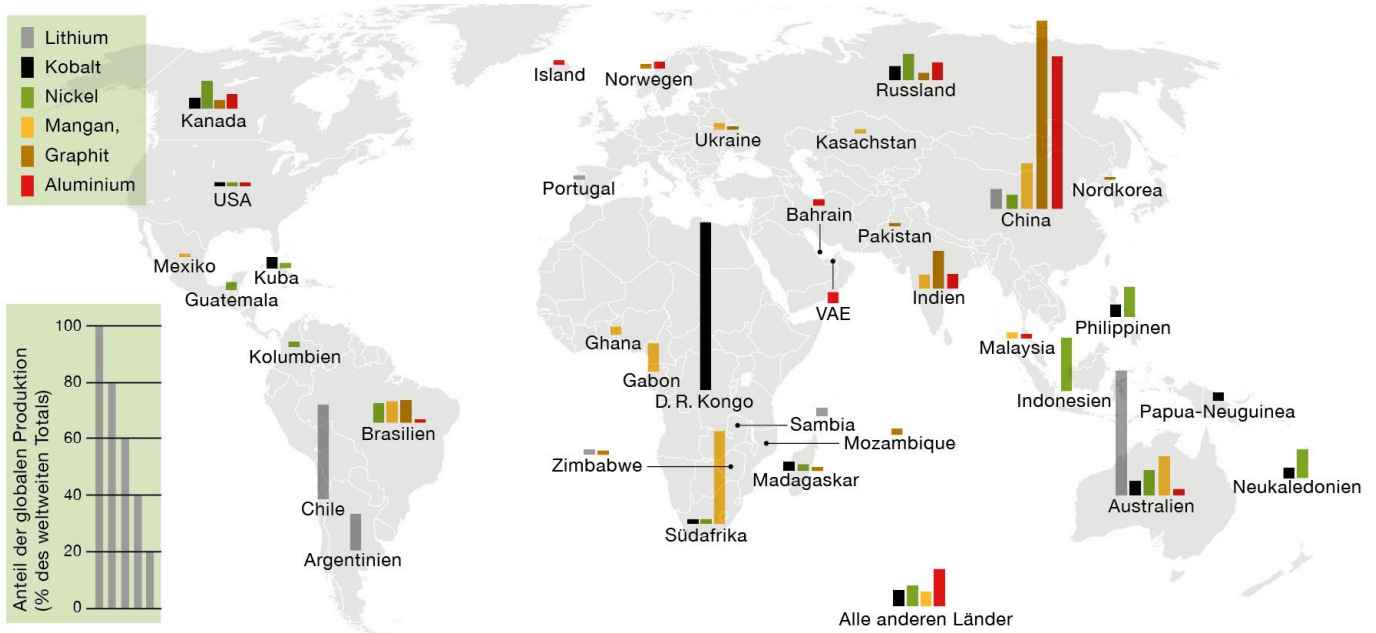 Lithium
Kobalt
Nickel
Mangan,
Graphit
Aluminium
Kanada
USA
Mexiko
Kuba
Guatemala
Kolumbien
Brasilien
Chile
Argentinien
Island
Norwegen
Russland
Ukraine
Kasachstan
Portugal
Bahrain
Pakistan
China
Nordkorea
VAE
Indien
Ghana
Gabon
D. R. Kongo
Malaysia
Philippinen
Indonesien
Papua-Neuguinea
Sambia
Mozambique
Zimbabwe
Madagaskar
Südafrika
Australien
Neukaledonien
Alle anderen Länder
Anteil der globalen Produktion
(% des weltweiten Totals)
100
80
60
40
20
0